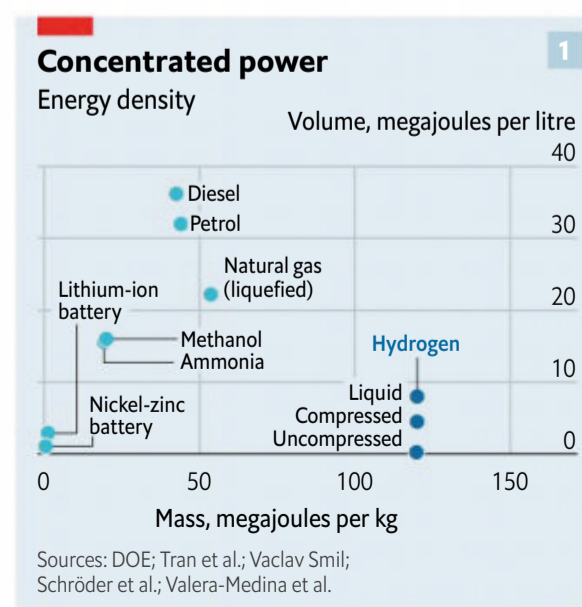 1
Concentrated power
Energy density
Volume, megajoules per litre
40
Diesel
Petrol
30
Natural gas
(liquefied)
Lithium-ion
battery
20
Methanol
Ammonia
Hydrogen
10
Liquid
Compressed
Uncompressed
Nickel-zinc
battery
0
0 50 100 150
Mass, megajoules per kg
Sources: DOE; Tran et al.; Vaclav Smil;
Schröder et al.; Valera-Medina et al.